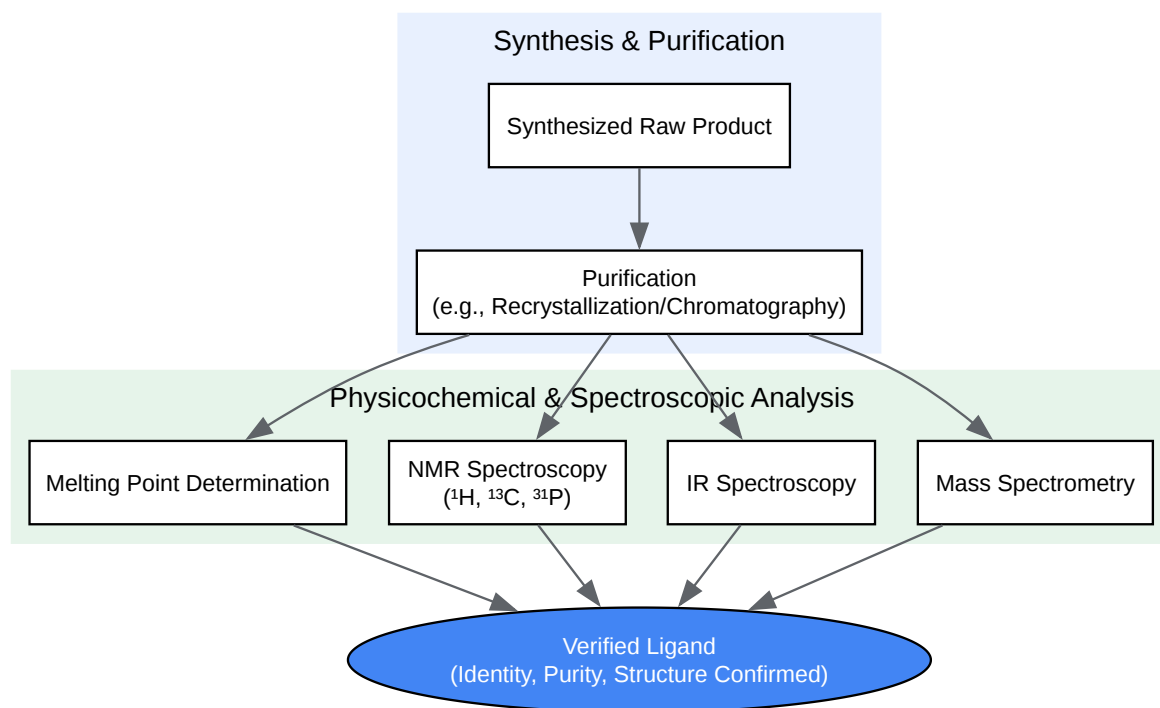 Synthesis & Purification
Synthesized Raw Product
Purification
(e.g., Recrystallization/Chromatography)
Physicochemical & Spectroscopic Analysis
Melting Point Determination
NMR Spectroscopy
(¹H, ¹³C, ³¹P)
IR Spectroscopy
Mass Spectrometry
Verified Ligand
(Identity, Purity, Structure Confirmed)